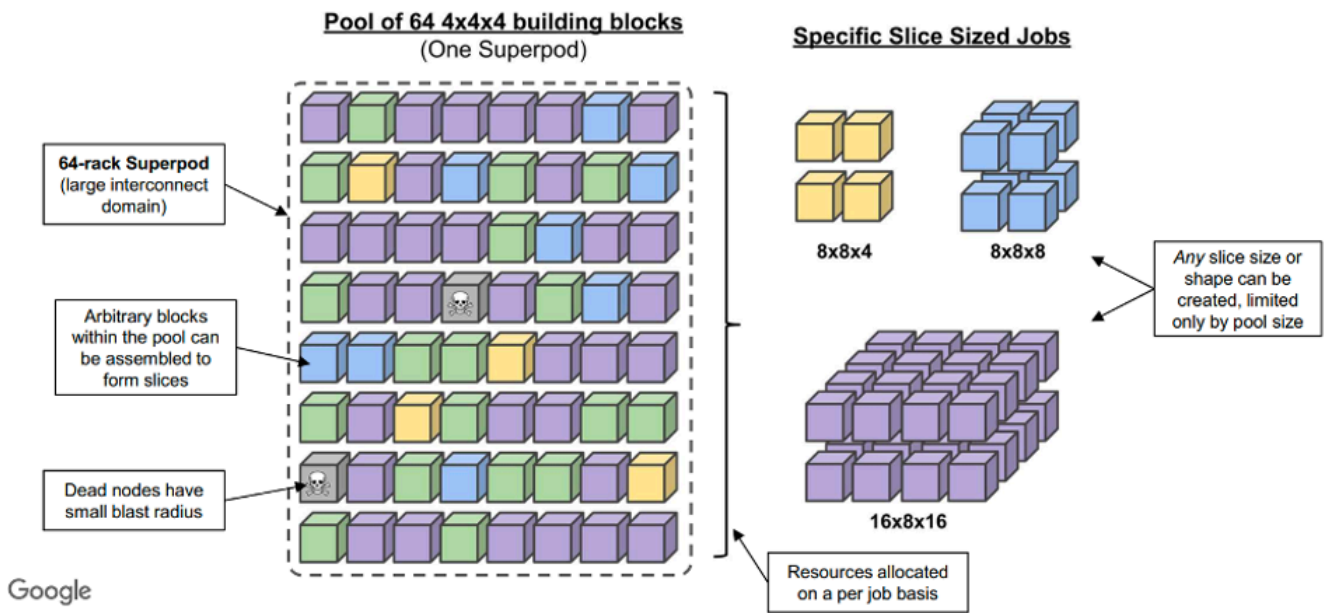 Pool of 64 4x4x4 building blocks
(One Superpod)
Specific Slice Sized Jobs
64-rack Superpod
(large interconnect
domain)
8x8x4
8x8x8
Any slice size or
shape can be
created, limited
only by pool size
Arbitrary blocks
within the pool can
be assembled to
form slices
Dead nodes have
small blast radius
16x8x16
Resources allocated
on a per job basis
Google